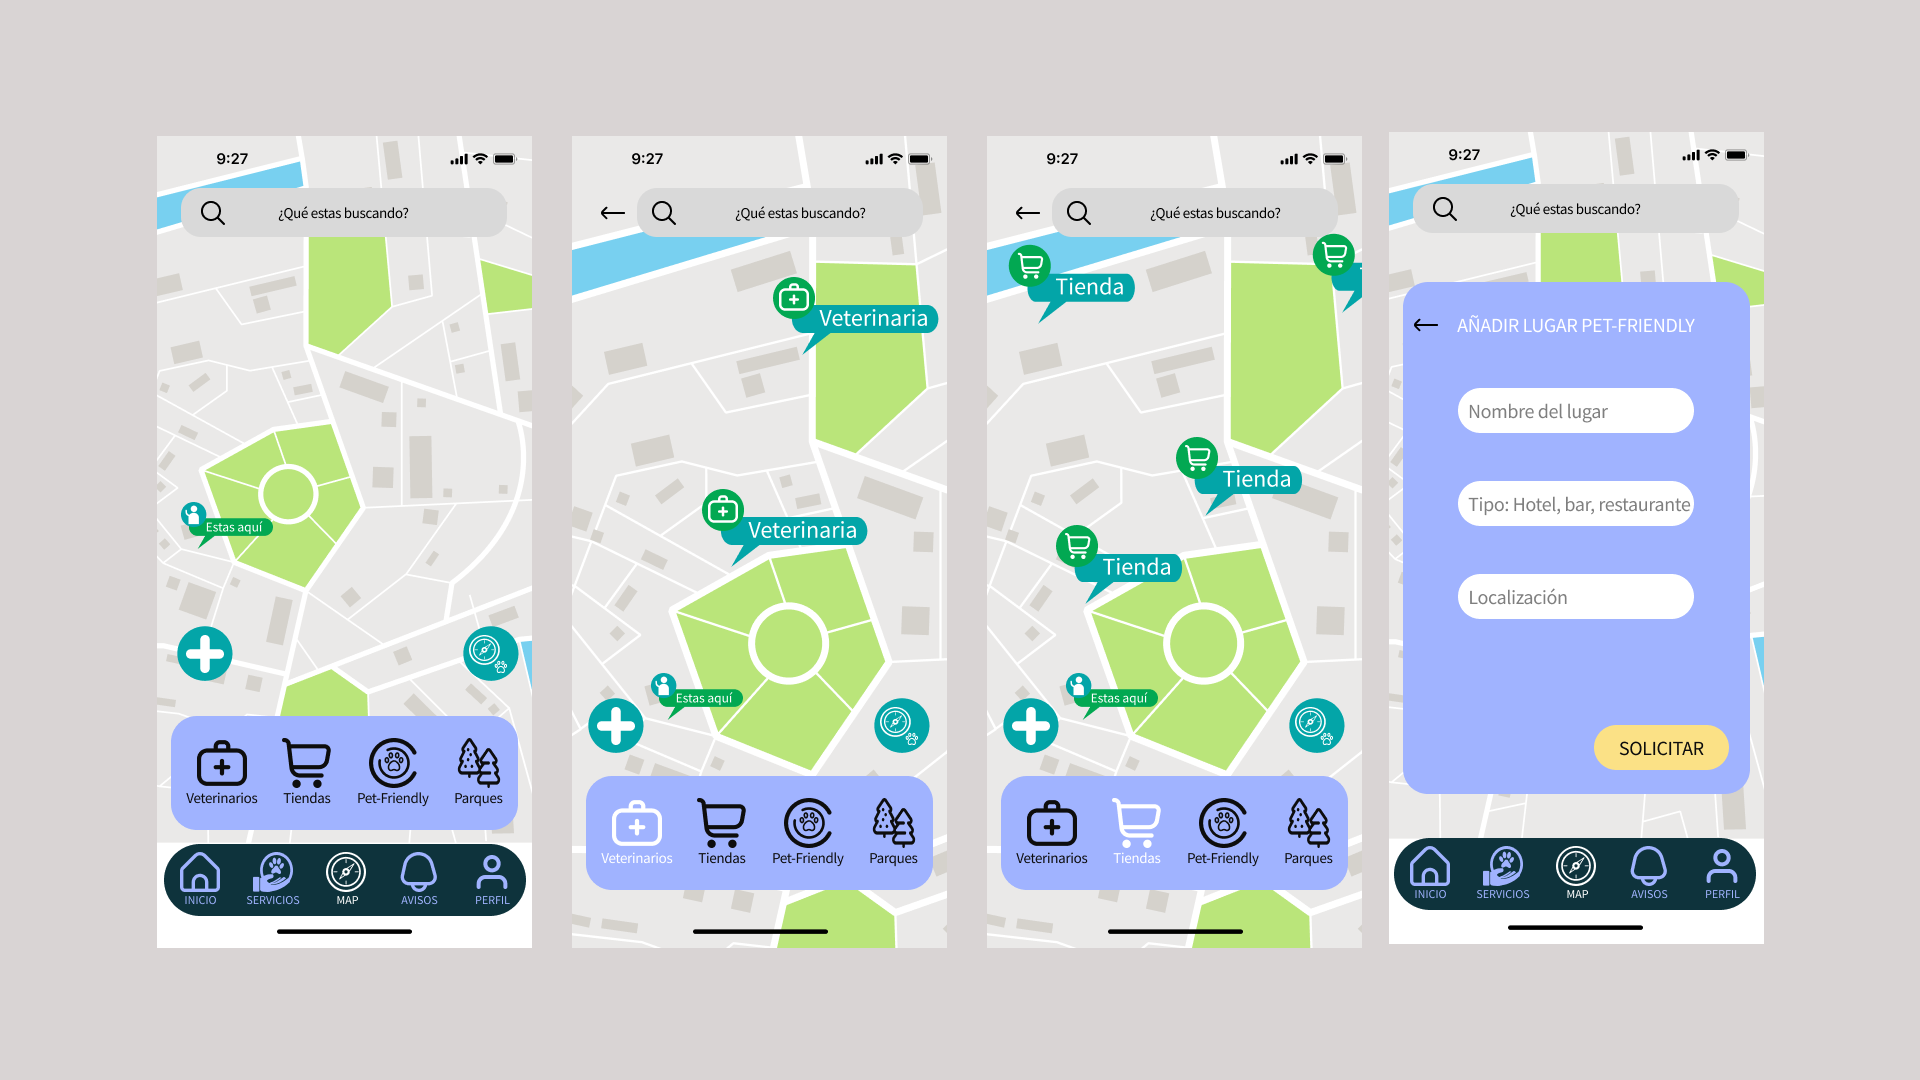 9:27
¿Qué estas buscando?
Estas aquí
Veterinarios
Tiendas
Pet-Friendly
Parques
INICIO
SERVICIOS
MAP
AVISOS
PERFIL
9:27
¿Qué estas buscando?
Veterinaria
Veterinaria
Estas aquí
Veterinarios
Tiendas
Pet-Friendly
Parques
9:27
¿Qué estas buscando?
Tienda
Tienda
Tienda
Estas aquí
Veterinarios
Tiendas
Pet-Friendly
Parques
9:27
¿Qué estas buscando?
AÑADIR LUGAR PET-FRIENDLY
Nombre del lugar
Tipo: Hotel, bar, restaurante
Localización
SOLICITAR
INICIO
SERVICIOS
MAP
AVISOS
PERFIL